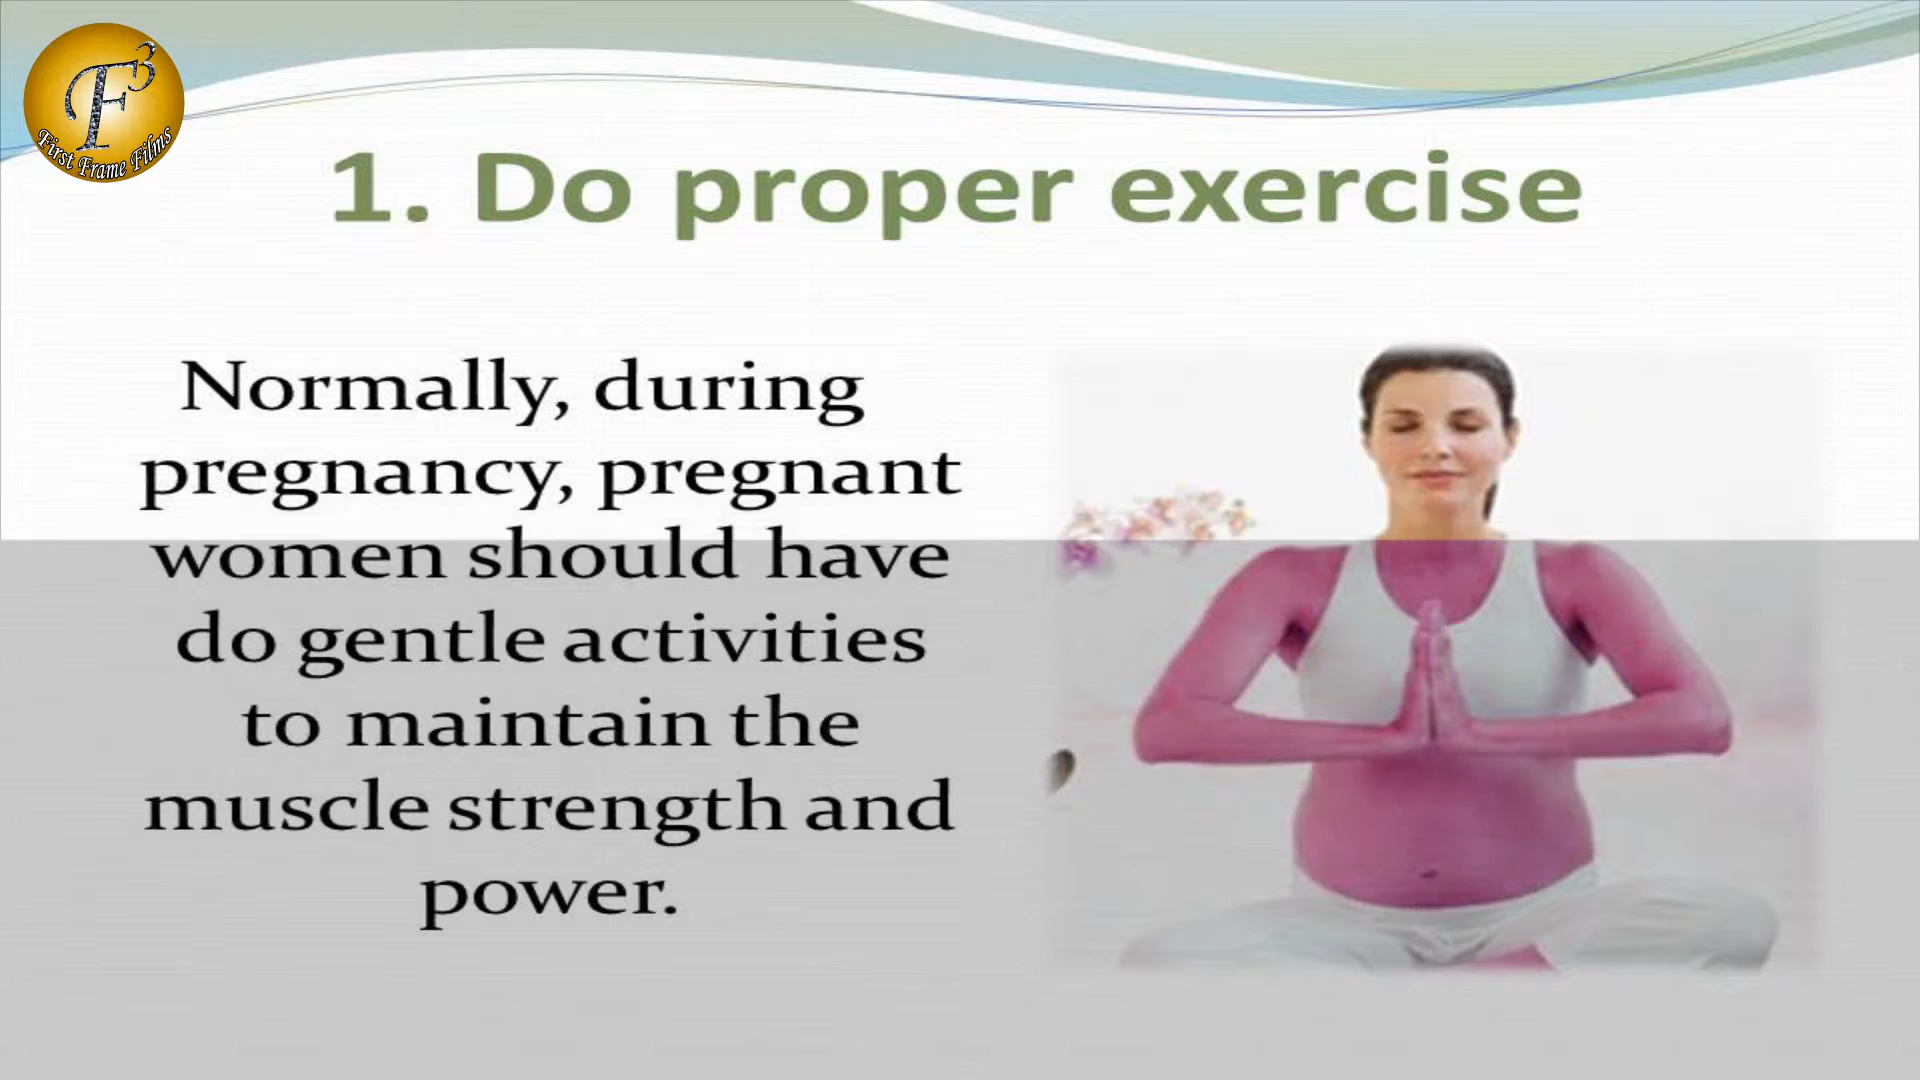 F3
First Frame Films
1. Do proper exercise
Normally, during
pregnancy, pregnant
women should have
do gentle activities
to maintain the
muscle strength and
power.